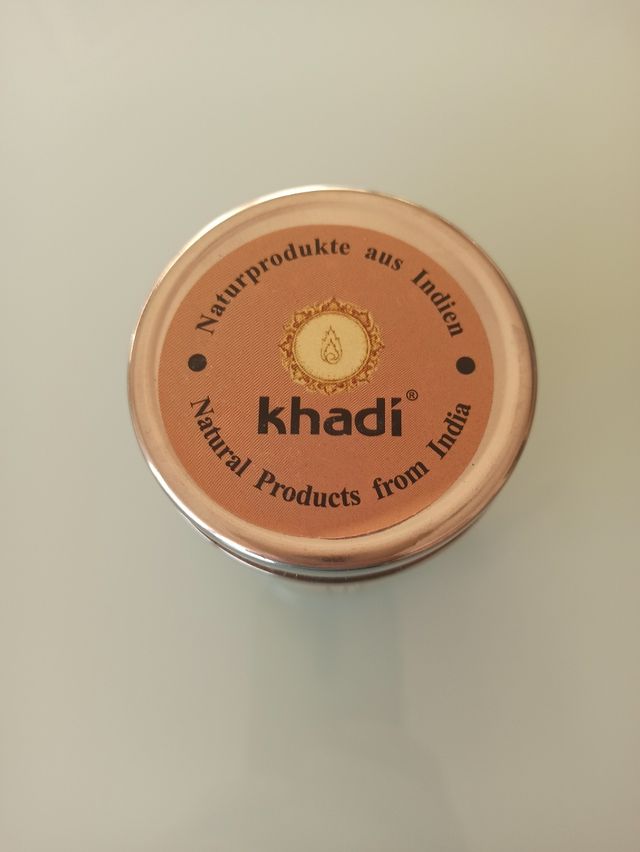 Naturprodukte aus Indien
khadi®
Natural Products from India